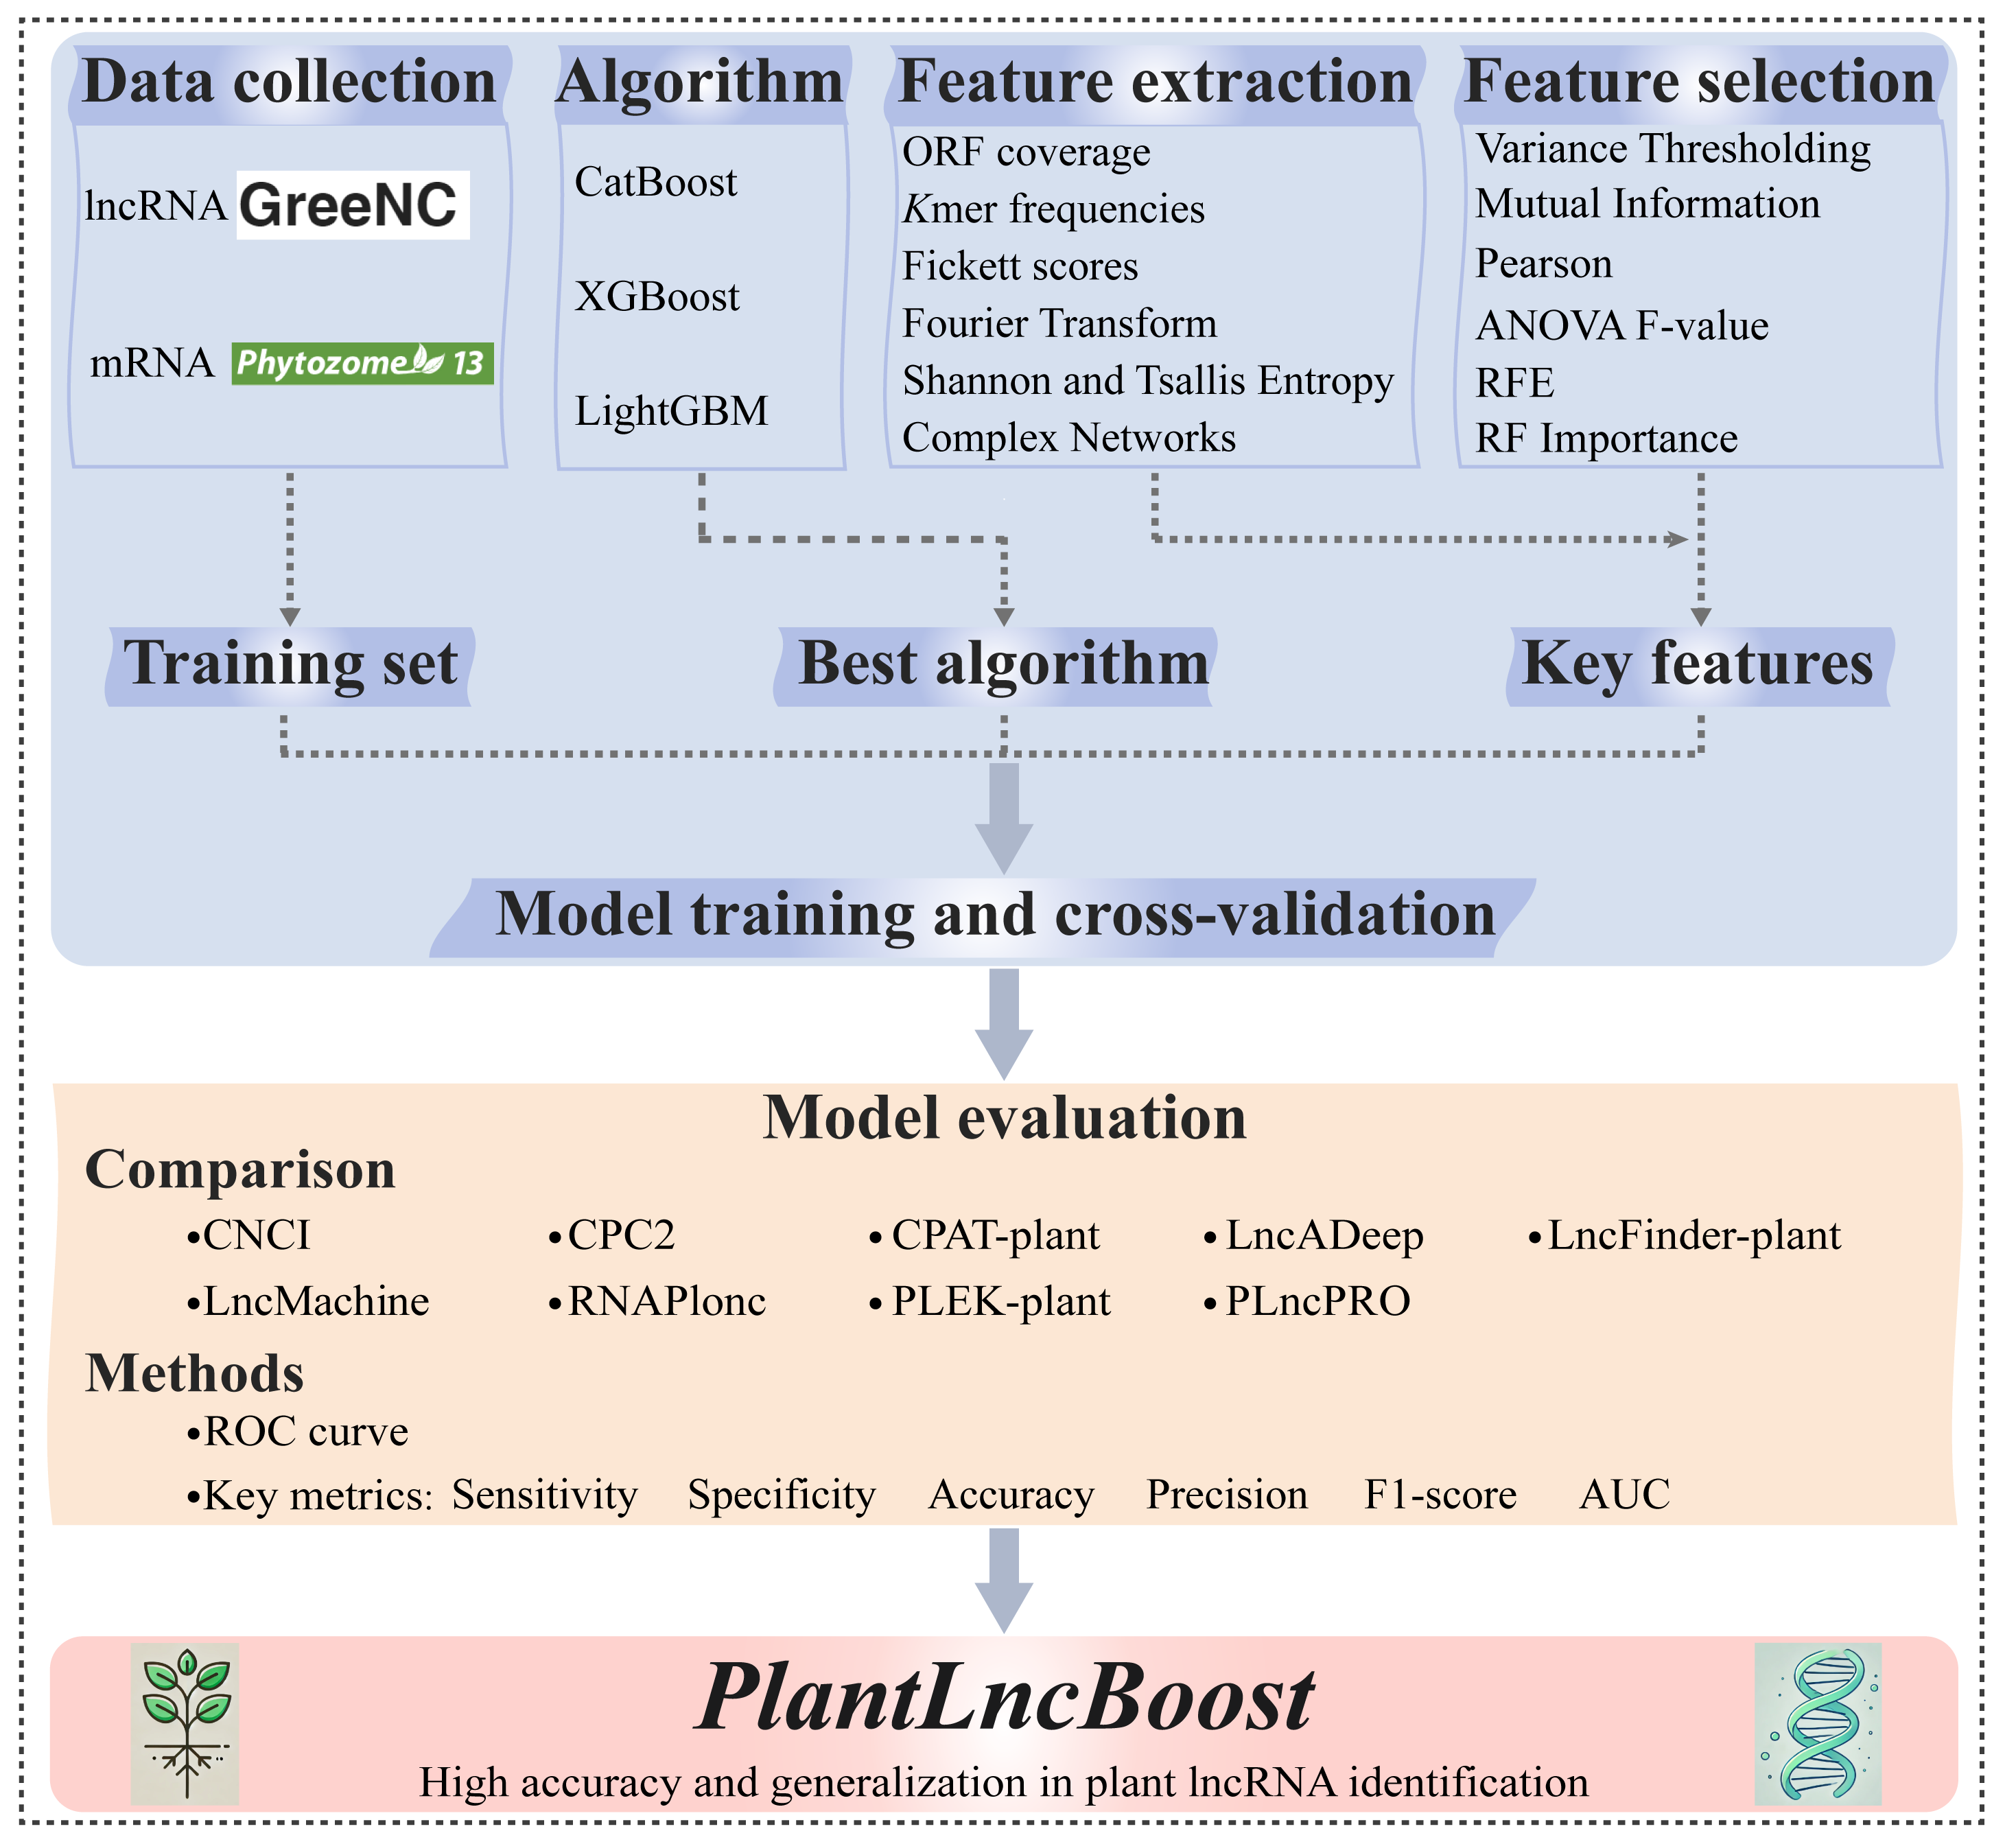 Data collection
lncRNA GreeNC
mRNA Phytozome 13
Algorithm
CatBoost
XGBoost
LightGBM
Feature extraction
ORF coverage
Kmer frequencies
Fickett scores
Fourier Transform
Shannon and Tsallis Entropy
Complex Networks
Feature selection
Variance Thresholding
Mutual Information
Pearson
ANOVA F-value
RFE
RF Importance
Training set
Best algorithm
Key features
Model training and cross-validation
Model evaluation
Comparison
•CNCI •CPC2 •CPAT-plant •LncADeep •LncFinder-plant
•LncMachine •RNAPlonc •PLEK-plant •PLncPRO
Methods
•ROC curve
•Key metrics: Sensitivity Specificity Accuracy Precision F1-score AUC
PlantLncBoost
High accuracy and generalization in plant lncRNA identification